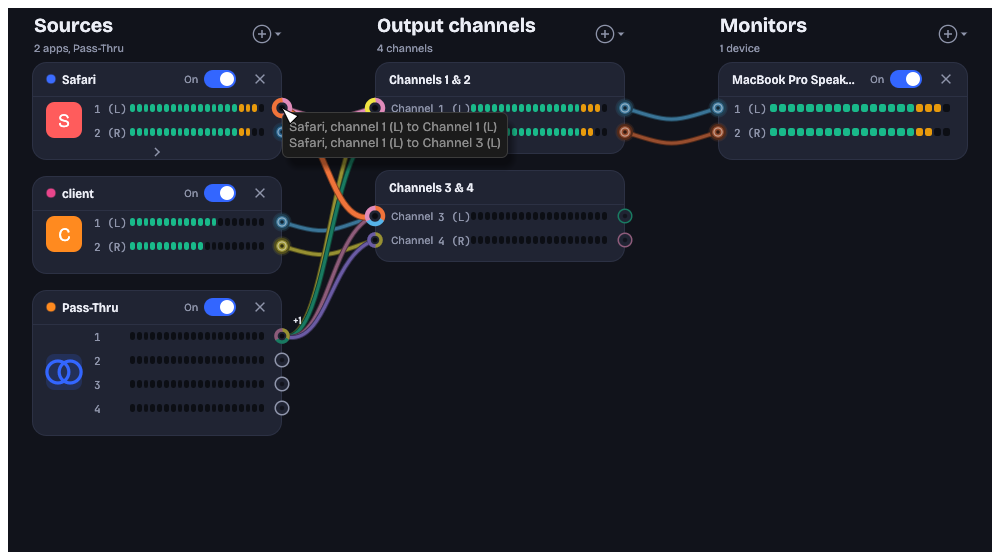 Sources
2 apps, Pass-Thru
Safari
On
S
1 (L)
2 (R)
client
On
C
1 (L)
2 (R)
Pass-Thru
On
+1
1
2
3
4
Output channels
4 channels
Channels 1 & 2
Channel 1 (L)
Safari, channel 1 (L) to Channel 1 (L)
Safari, channel 1 (L) to Channel 3 (L)
Channels 3 & 4
Channel 3 (L)
Channel 4 (R)
Monitors
1 device
MacBook Pro Speak...
On
1 (L)
2 (R)